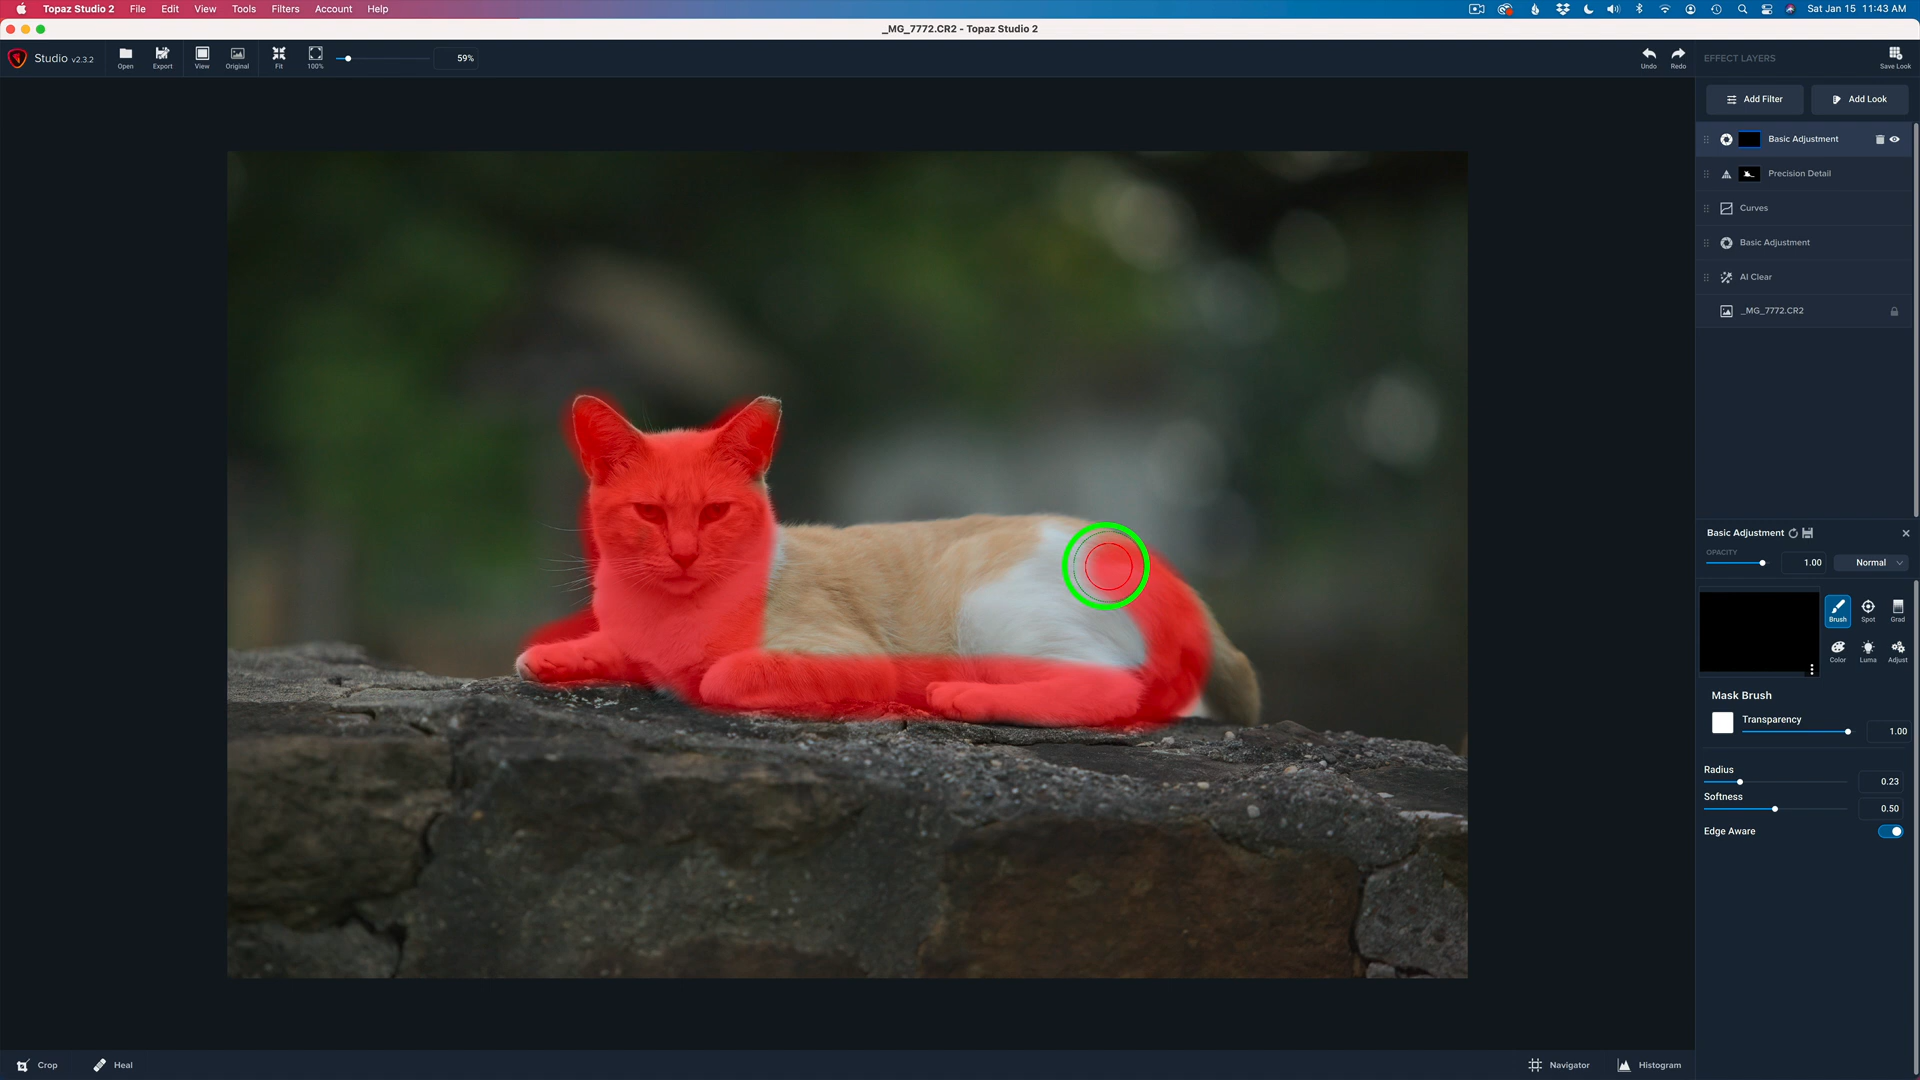 Topaz Studio 2 File Edit View Tools Filters Account Help Sat Jan 15 11:43 AM
_MG_7772.CR2 - Topaz Studio 2
Studio v2.3.2 Open Export View Original Fit 100% 59% Undo Redo
EFFECT LAYERS Save Look
Add Filter Add Look
Basic Adjustment
Precision Detail
Curves
Basic Adjustment
AI Clear
_MG_7772.CR2
Basic Adjustment
OPACITY 1.00 Normal
Brush Spot Grad
Color Luma Adjust
Mask Brush
Transparency
1.00
Radius
0.23
Softness
0.50
Edge Aware
Crop Heal Navigator Histogram